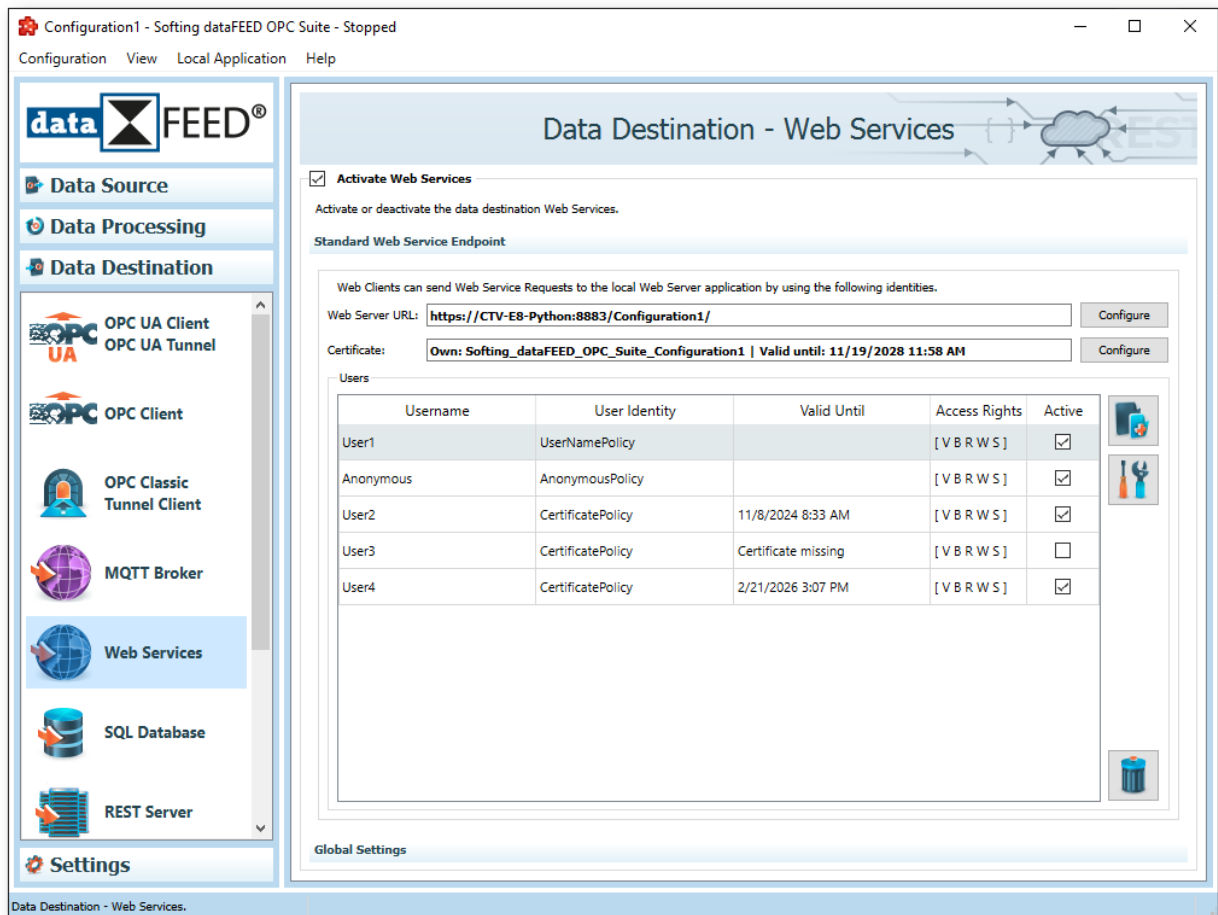 Configuration1 - Softing dataFEED OPC Suite - Stopped
Configuration View Local Application Help
data FEED®
Data Source
Data Processing
Data Destination
OPC UA
OPC UA Client
OPC UA Tunnel
OPC
OPC Client
OPC Classic
Tunnel Client
MQTT Broker
Web Services
SQL Database
REST Server
Settings
Data Destination - Web Services
{ } REST
Activate Web Services
Activate or deactivate the data destination Web Services.
Standard Web Service Endpoint
Web Clients can send Web Service Requests to the local Web Server application by using the following identities.
Web Server URL: https://CTV-E8-Python:8883/Configuration1/ Configure
Certificate: Own: Softing_dataFEED_OPC_Suite_Configuration1 | Valid until: 11/19/2028 11:58 AM Configure
Users
Username User Identity Valid Until Access Rights Active
User1 UserNamePolicy [ V B R W S ]
Anonymous AnonymousPolicy [ V B R W S ]
User2 CertificatePolicy 11/8/2024 8:33 AM [ V B R W S ]
User3 CertificatePolicy Certificate missing [ V B R W S ]
User4 CertificatePolicy 2/21/2026 3:07 PM [ V B R W S ]
Global Settings
Data Destination - Web Services.